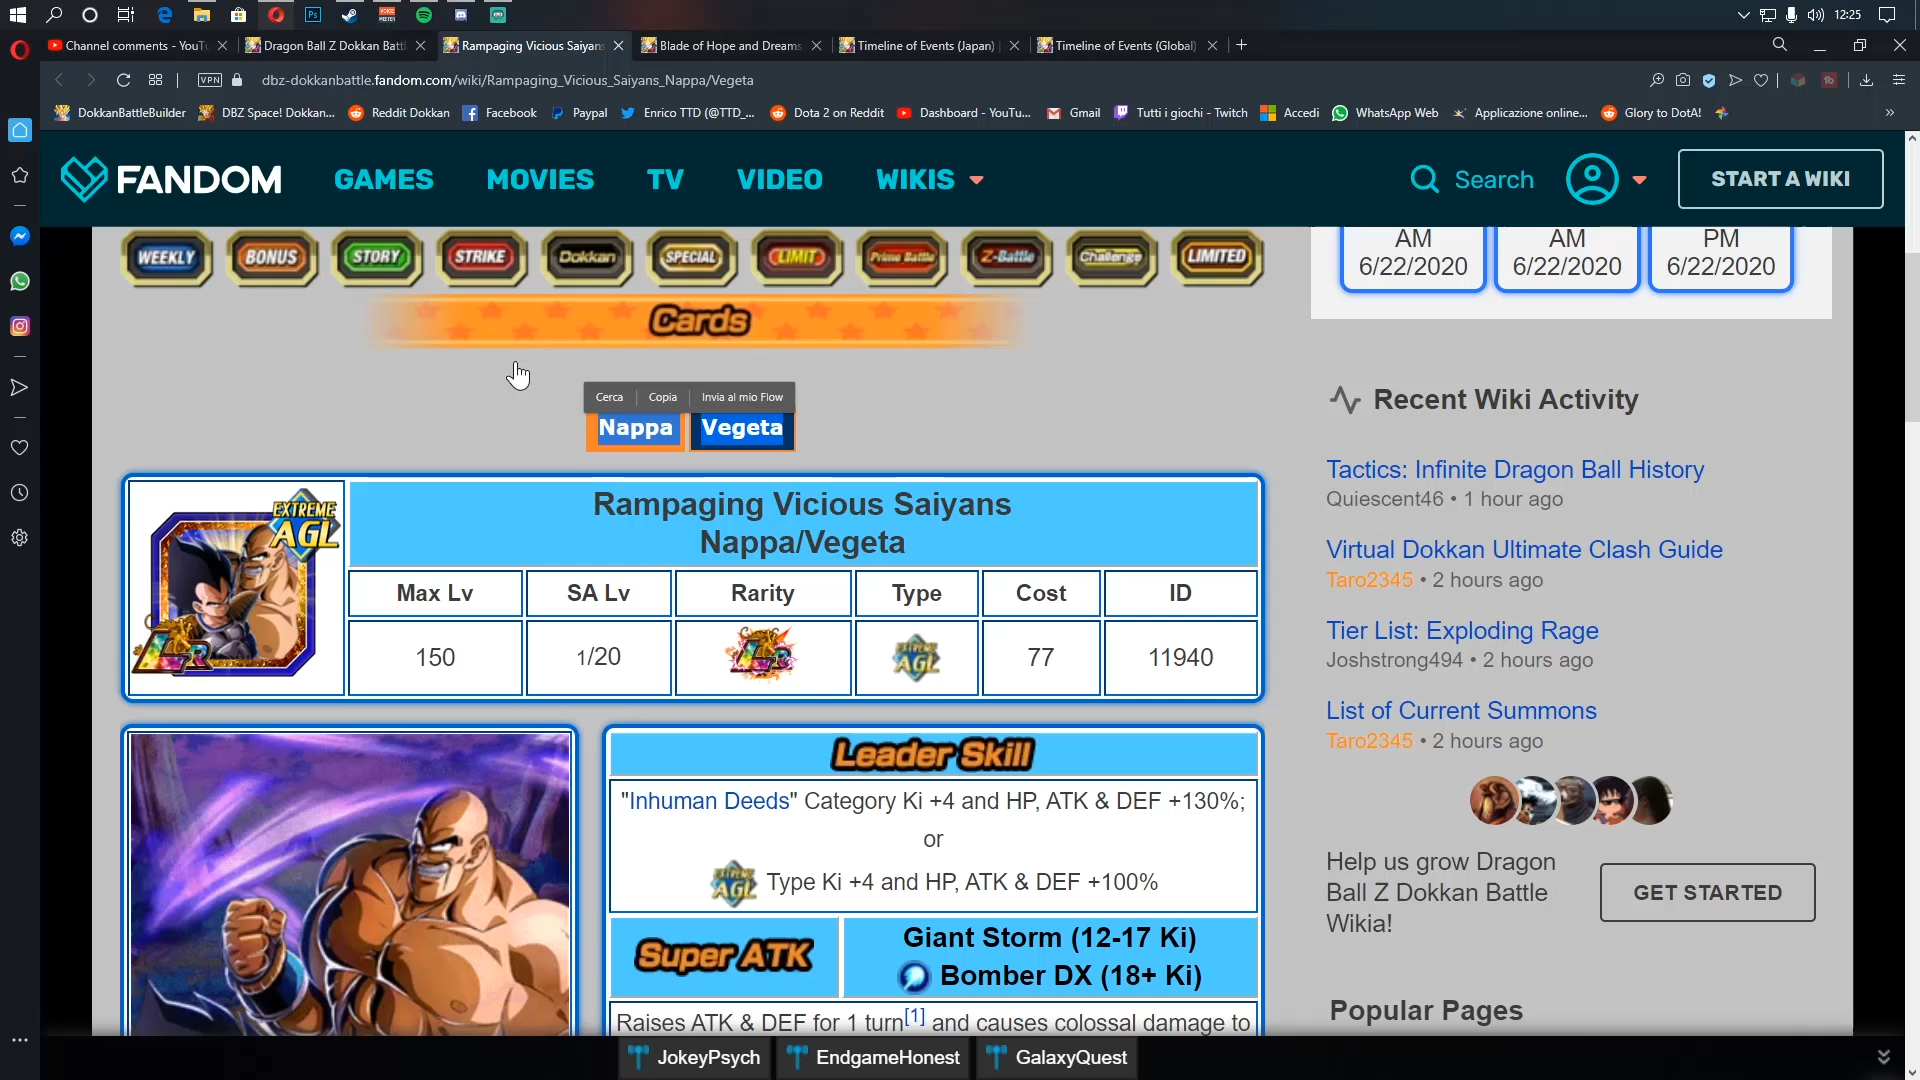 12:25
Channel comments - YouTu
Dragon Ball Z Dokkan Battl
Rampaging Vicious Saiyans
Blade of Hope and Dreams
Timeline of Events (Japan) |
Timeline of Events (Global)
VPN
dbz-dokkanbattle.fandom.com/wiki/Rampaging_Vicious_Saiyans_Nappa/Vegeta
DokkanBattleBuilder
DBZ Space! Dokkan...
Reddit Dokkan
Facebook
Paypal
Enrico TTD (@TTD_...
Dota 2 on Reddit
Dashboard - YouTu...
Gmail
Tutti i giochi - Twitch
Accedi
WhatsApp Web
Applicazione online...
Glory to DotA!
FANDOM
GAMES
MOVIES
TV
VIDEO
WIKIS
Search
START A WIKI
WEEKLY
BONUS
STORY
STRIKE
Dokkan
SPECIAL
LIMIT
Prime Battle
Z-Battle
Challenge
LIMITED
AM
6/22/2020
AM
6/22/2020
PM
6/22/2020
Cards
Cerca
Copia
Invia al mio Flow
Nappa
Vegeta
EXTREME
AGL
LR
Rampaging Vicious Saiyans
Nappa/Vegeta
Max Lv
SA Lv
Rarity
Type
Cost
ID
150
1/20
LR
EXTREME
AGL
77
11940
Leader Skill
"Inhuman Deeds" Category Ki +4 and HP, ATK & DEF +130%;
or
EXTREME
AGL
Type Ki +4 and HP, ATK & DEF +100%
Super ATK
Giant Storm (12-17 Ki)
Bomber DX (18+ Ki)
Raises ATK & DEF for 1 turn[1] and causes colossal damage to
Recent Wiki Activity
Tactics: Infinite Dragon Ball History
Quiescent46 • 1 hour ago
Virtual Dokkan Ultimate Clash Guide
Taro2345 • 2 hours ago
Tier List: Exploding Rage
Joshstrong494 • 2 hours ago
List of Current Summons
Taro2345 • 2 hours ago
Help us grow Dragon
Ball Z Dokkan Battle
Wikia!
GET STARTED
Popular Pages
JokeyPsych
EndgameHonest
GalaxyQuest